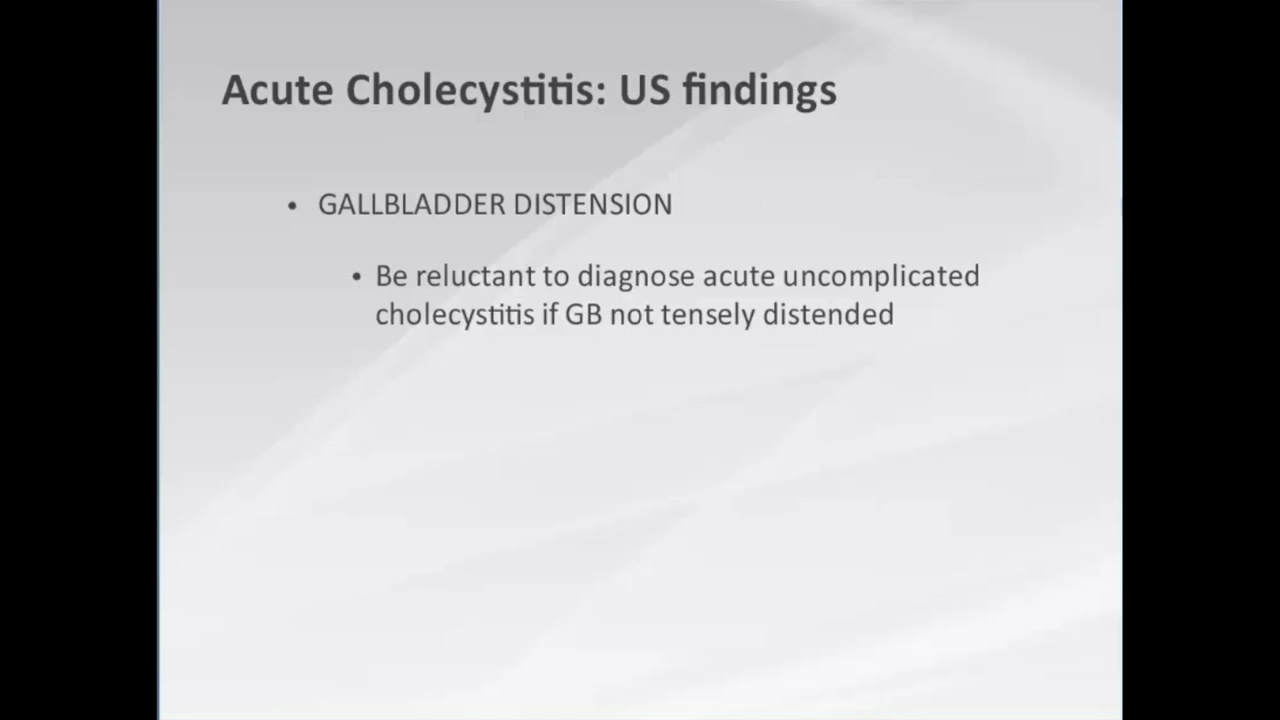 Acute Cholecystitis: US findings
• GALLBLADDER DISTENSION
• Be reluctant to diagnose acute uncomplicated
cholecystitis if GB not tensely distended